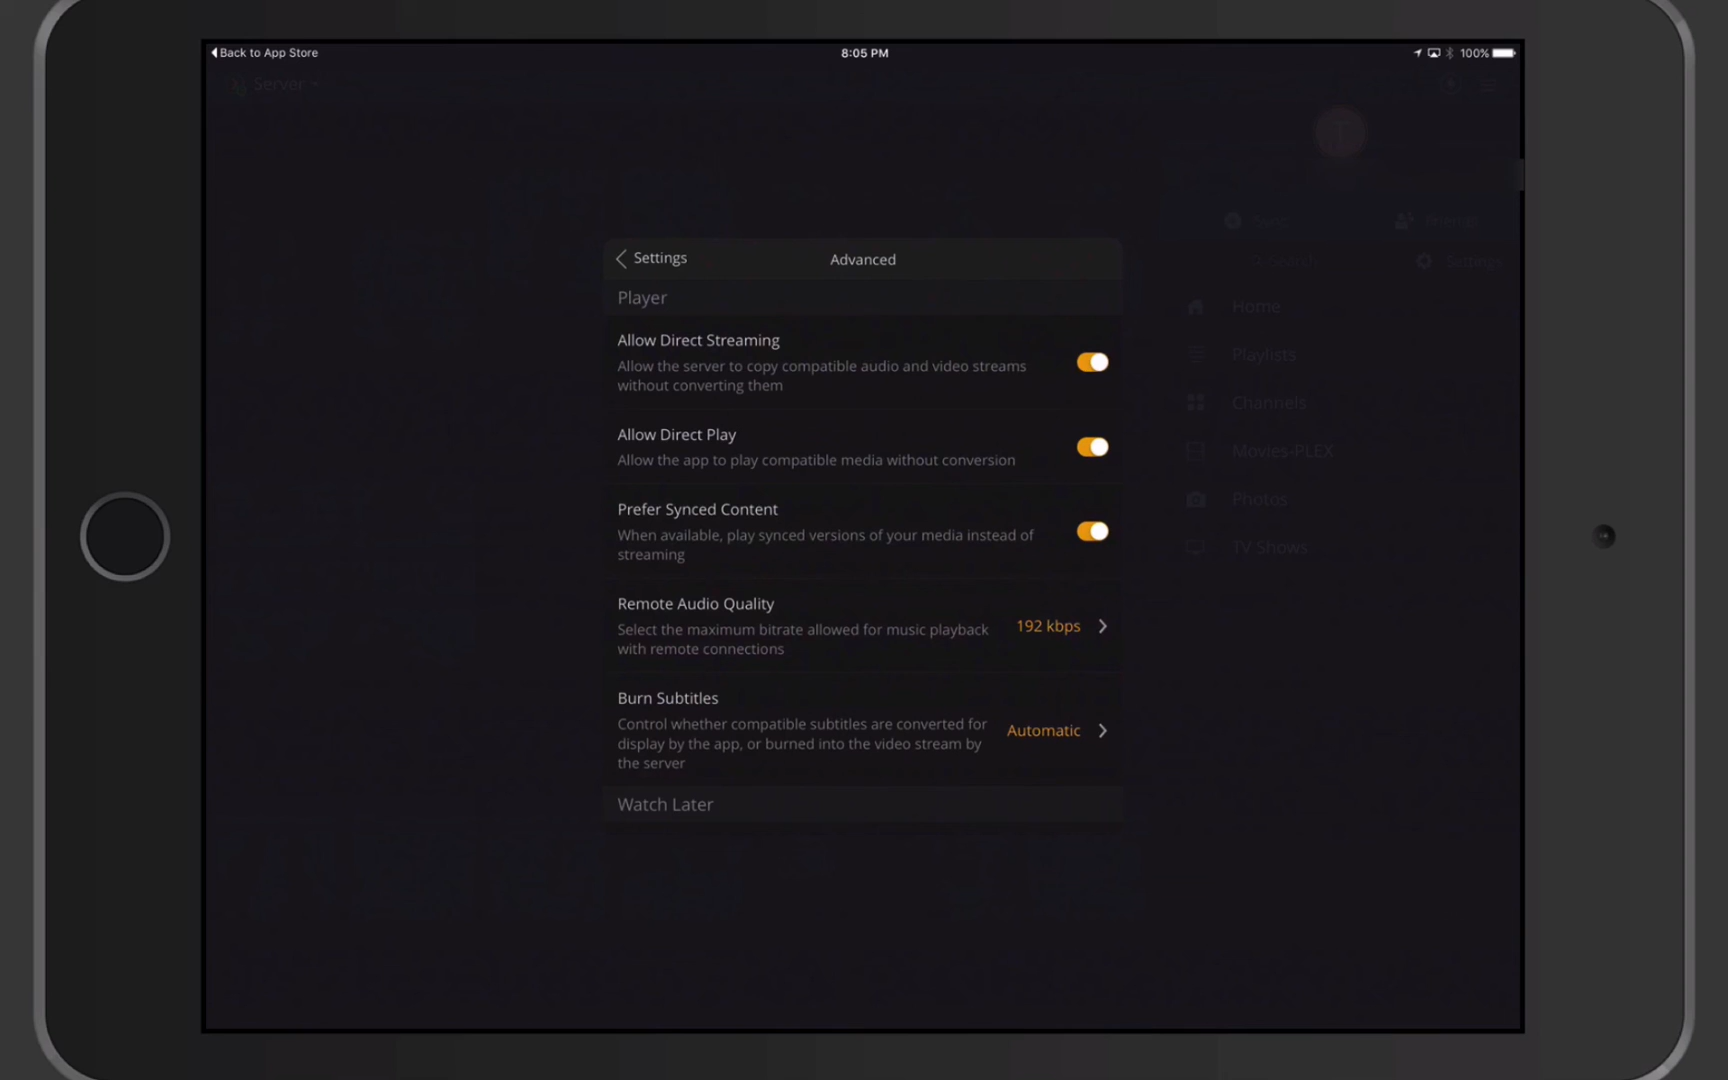 Back to App Store
8:05 PM
100%
Server
Settings
Advanced
Player
Allow Direct Streaming
Allow the server to copy compatible audio and video streams
without converting them
Allow Direct Play
Allow the app to play compatible media without conversion
Prefer Synced Content
When available, play synced versions of your media instead of
streaming
Remote Audio Quality
Select the maximum bitrate allowed for music playback
with remote connections
192 kbps
Burn Subtitles
Control whether compatible subtitles are converted for
display by the app, or burned into the video stream by
the server
Automatic
Watch Later
Search
Settings
Home
Playlists
Channels
Movies-PLEX
Photos
TV Shows